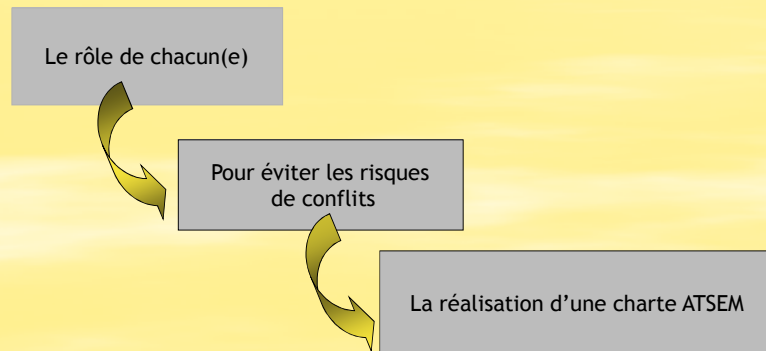 Le rôle de chacun(e)
Pour éviter les risques
de conflits
La réalisation d’une charte ATSEM